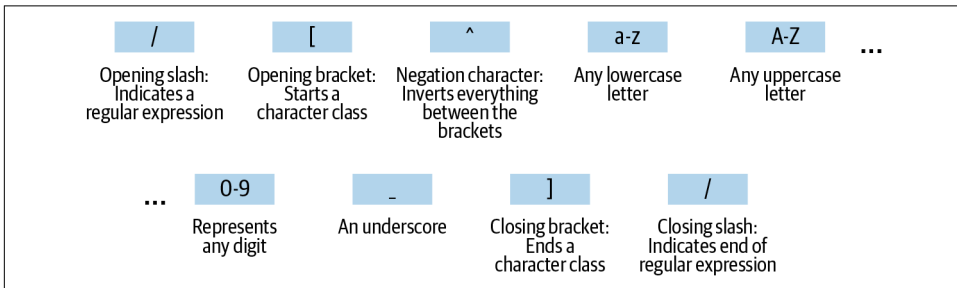 / [ ^ a-z A-Z ...
Opening slash: Opening bracket: Negation character: Any lowercase Any uppercase
Indicates a Starts a Inverts everything letter letter
regular expression character class between the
brackets
... 0-9 _ ] /
Represents An underscore Closing bracket: Closing slash:
any digit Ends a Indicates end of
character class regular expression